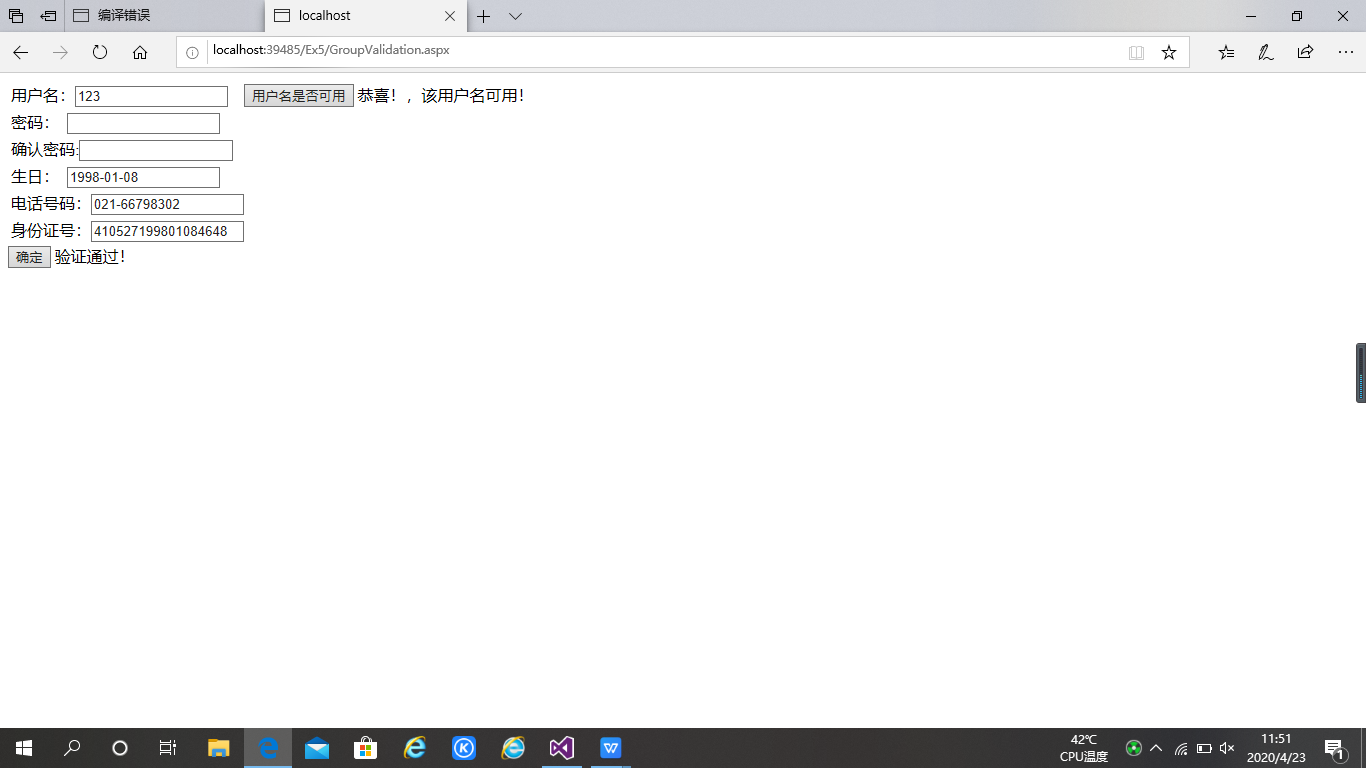 编译错误
localhost
localhost:39485/Ex5/GroupValidation.aspx
用户名： 123 用户名是否可用 恭喜！，该用户名可用！
密码：
确认密码:
生日： 1998-01-08
电话号码： 021-66798302
身份证号： 410527199801084648
确定 验证通过！
42℃
CPU温度
11:51
2020/4/23
1